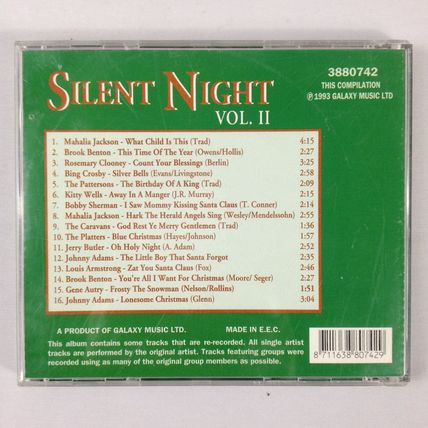 SILENT NIGHT
VOL. II
3880742
THIS COMPILATION
℗ 1993 GALAXY MUSIC LTD
1. Mahalia Jackson - What Child Is This (Trad) 4:15
2. Brook Benton - This Time Of The Year (Owens/Hollis) 2:27
3. Rosemary Clooney - Count Your Blessings (Berlin) 3:25
4. Bing Crosby - Silver Bells (Evans/Livingstone) 2:58
5. The Pattersons - The Birthday Of A King (Trad) 2:09
6. Kitty Wells - Away In A Manger (J.R. Murray) 2:15
7. Bobby Sherman - I Saw Mommy Kissing Santa Claus (T. Conner) 2:14
8. Mahalia Jackson - Hark The Herald Angels Sing (Wesley/Mendelssohn) 2:55
9. The Caravans - God Rest Ye Merry Gentlemen (Trad) 1:36
10. The Platters - Blue Christmas (Hayes/Johnson) 1:57
11. Jerry Butler - Oh Holy Night (A. Adam) 2:52
12. Johnny Adams - The Little Boy That Santa Forgot 2:35
13. Louis Armstrong - Zat You Santa Claus (Fox) 2:46
14. Brook Benton - You're All I Want For Christmas (Moore/ Seger) 2:27
15. Gene Autry - Frosty The Snowman (Nelson/Rollins) 1:51
16. Johnny Adams - Lonesome Christmas (Glenn) 3:04
A PRODUCT OF GALAXY MUSIC LTD. MADE IN E.E.C.
This album contains some tracks that are re-recorded. All single artist
tracks are performed by the original artist. Tracks featuring groups were
recorded using as many of the original group members as possible.
8 711638 807429